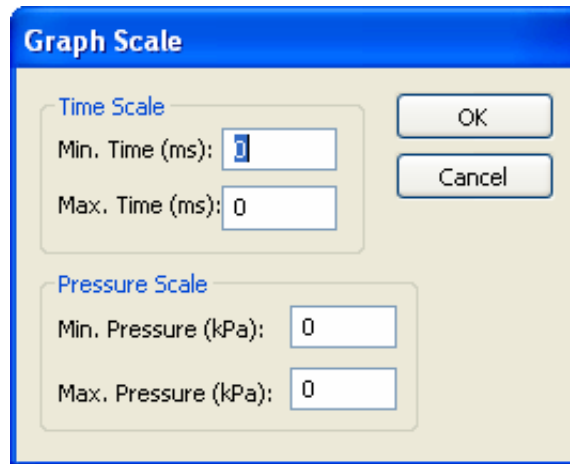 Graph Scale
Time Scale
OK
Min. Time (ms): 0
Cancel
Max. Time (ms): 0
Pressure Scale
Min. Pressure (kPa): 0
Max. Pressure (kPa): 0